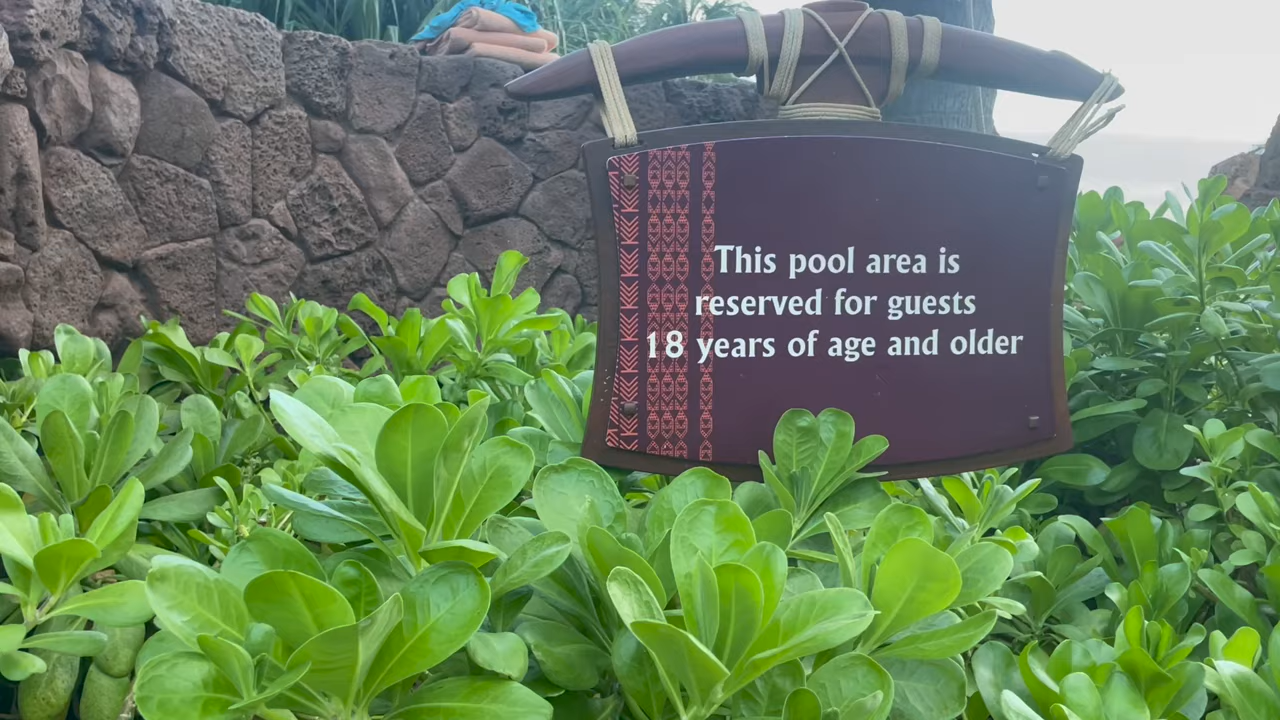 This pool area is
reserved for guests
18 years of age and older